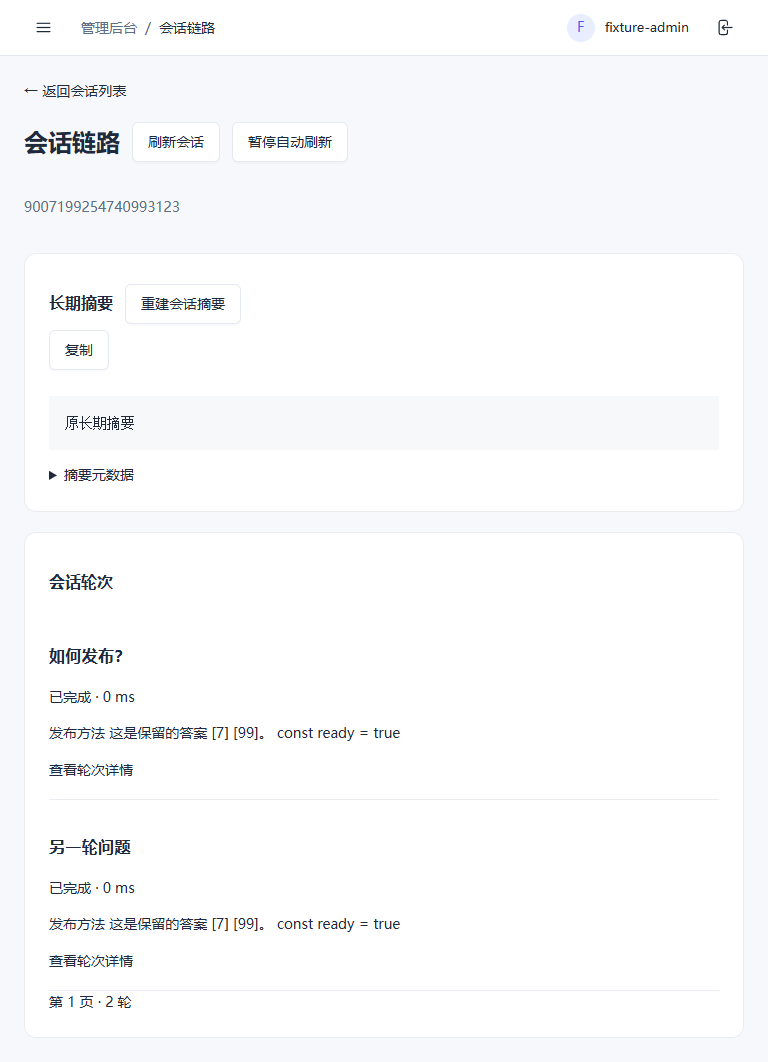 管理后台 / 会话链路
F fixture-admin
← 返回会话列表
会话链路 刷新会话 暂停自动刷新
9007199254740993123
长期摘要 重建会话摘要
复制
原长期摘要
▶ 摘要元数据
会话轮次
如何发布?
已完成 · 0 ms
发布方法 这是保留的答案 [7] [99]。 const ready = true
查看轮次详情
另一轮问题
已完成 · 0 ms
发布方法 这是保留的答案 [7] [99]。 const ready = true
查看轮次详情
第 1 页 · 2 轮